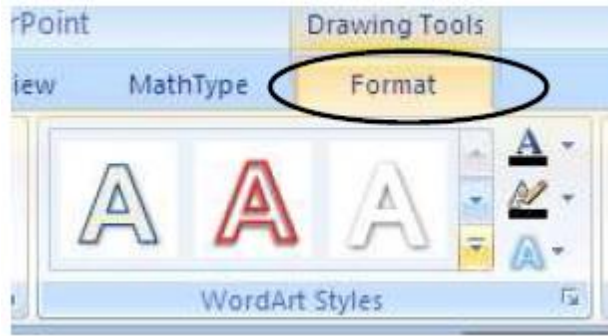 rPoint Drawing Tools
iew MathType Format
A A A A
A
WordArt Styles